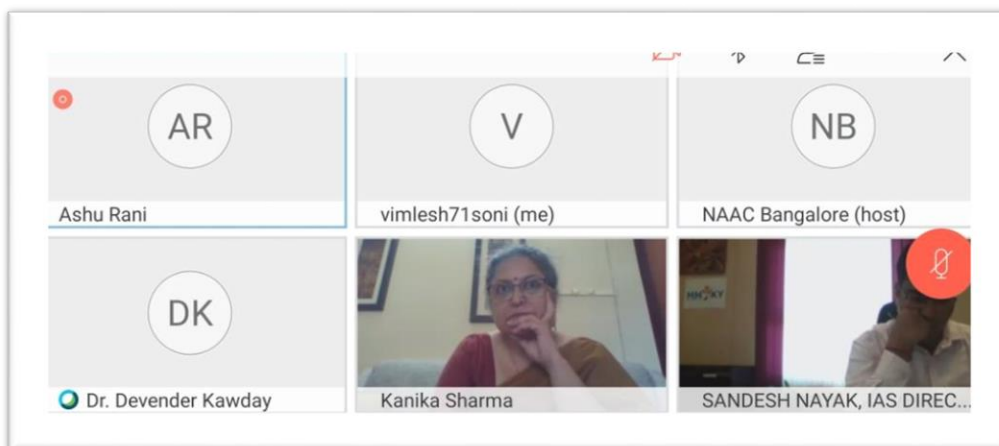 AR
V
NB
Ashu Rani
vimlesh71soni (me)
NAAC Bangalore (host)
DK
Dr. Devender Kawday
Kanika Sharma
SANDESH NAYAK, IAS DIREC...